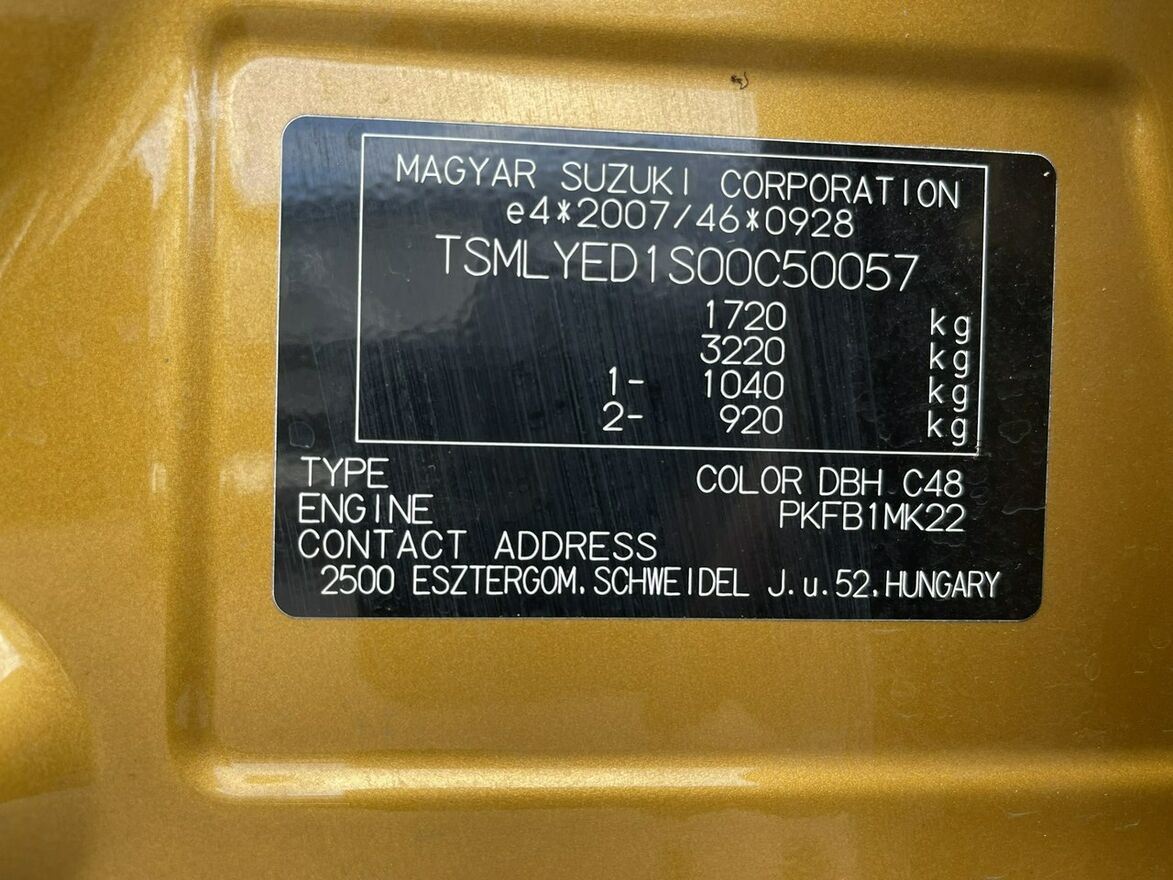 MAGYAR SUZUKI CORPORATION
e4*2007/46*0928
TSMLYED1S00C50057
1720 kg
3220 kg
1- 1040 kg
2- 920 kg
TYPE COLOR DBH C48
ENGINE PKFB1MK22
CONTACT ADDRESS
2500 ESZTERGOM. SCHWEIDEL J. u. 52. HUNGARY